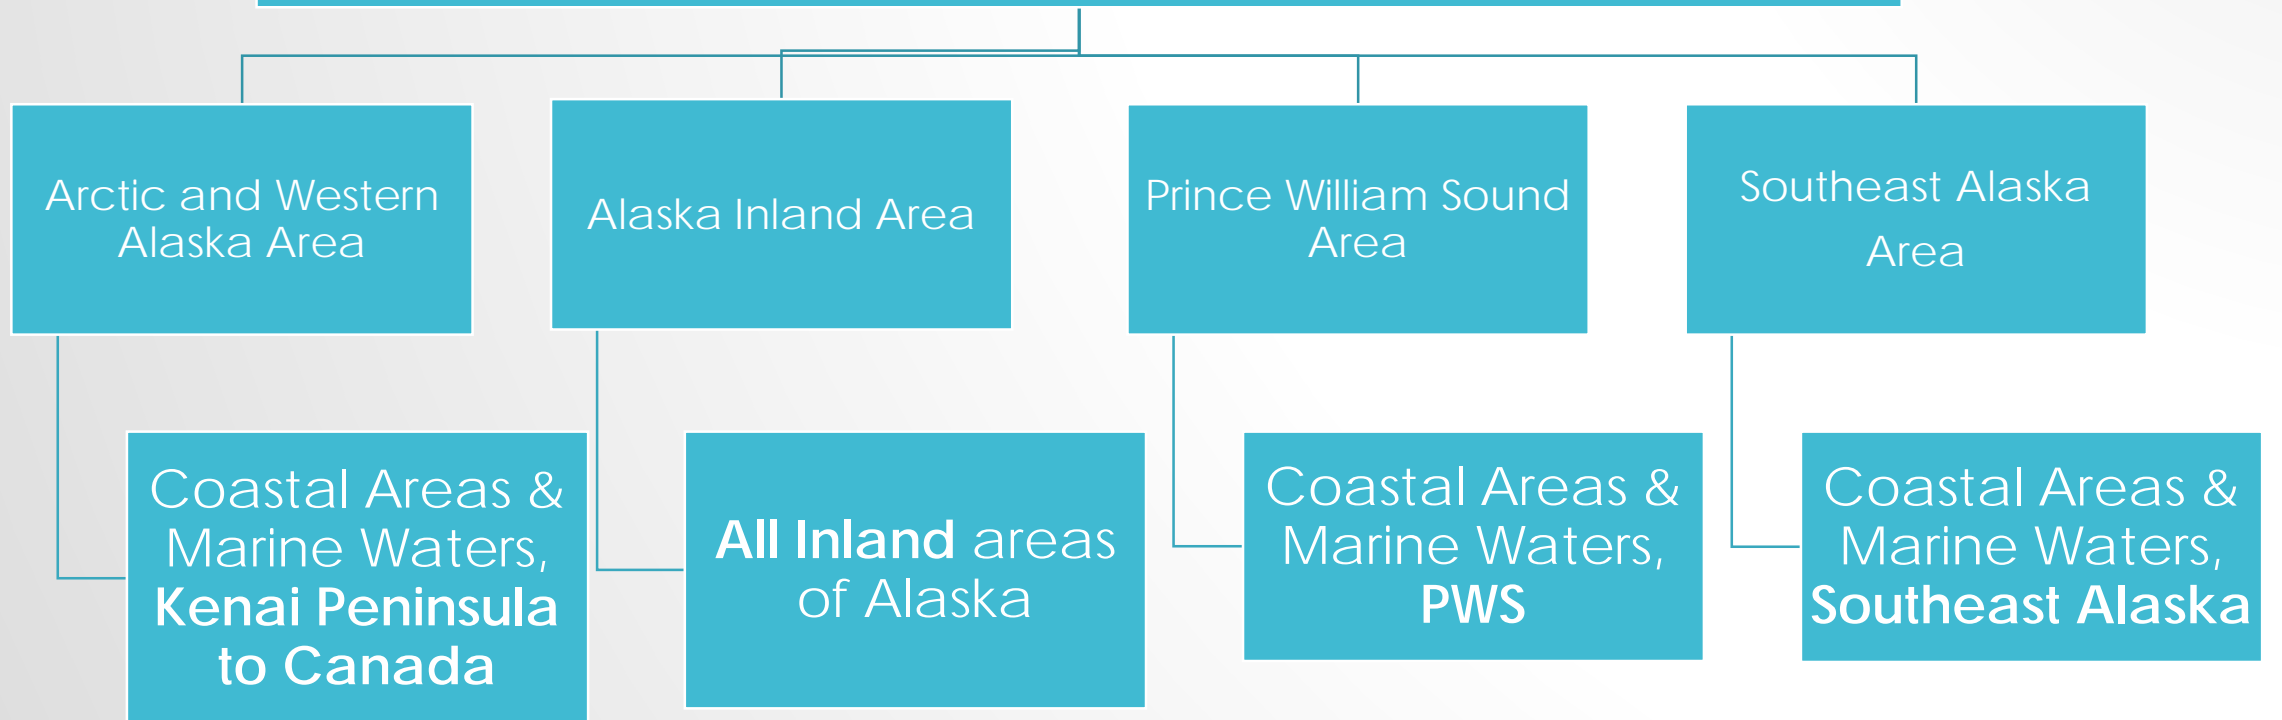 Arctic and Western
Alaska Area
Alaska Inland Area
Prince William Sound
Area
Southeast Alaska
Area
Coastal Areas &
Marine Waters,
Kenai Peninsula
to Canada
All Inland areas
of Alaska
Coastal Areas &
Marine Waters,
PWS
Coastal Areas &
Marine Waters,
Southeast Alaska